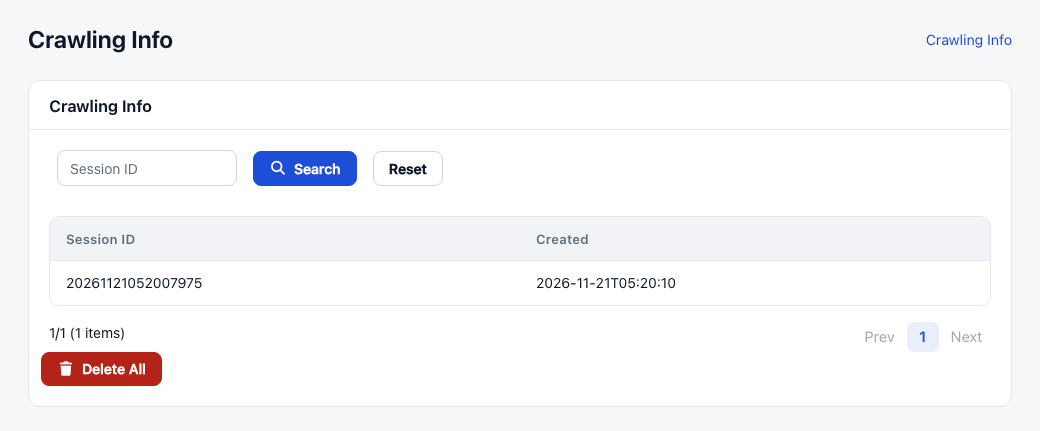 Crawling Info
Crawling Info
Crawling Info
Session ID
Search
Reset
Session ID Created
20261121052007975 2026-11-21T05:20:10
1/1 (1 items)
Prev 1 Next
Delete All